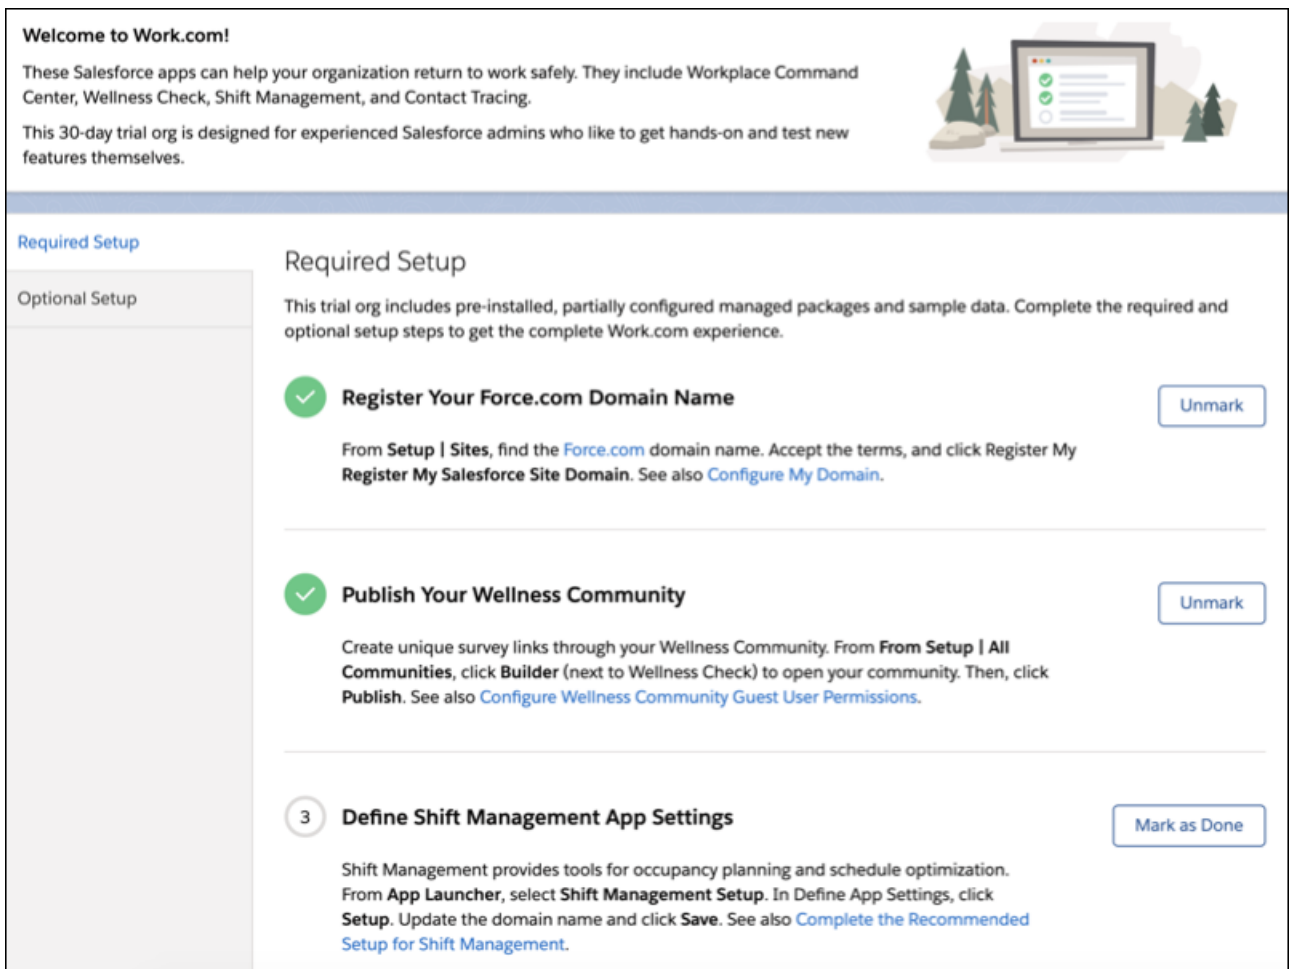 Welcome to Work.com!
These Salesforce apps can help your organization return to work safely. They include Workplace Command
Center, Wellness Check, Shift Management, and Contact Tracing.
This 30-day trial org is designed for experienced Salesforce admins who like to get hands-on and test new
features themselves.
Required Setup
Optional Setup
Required Setup
This trial org includes pre-installed, partially configured managed packages and sample data. Complete the required and
optional setup steps to get the complete Work.com experience.
Register Your Force.com Domain Name
Unmark
From Setup | Sites, find the Force.com domain name. Accept the terms, and click Register My
Register My Salesforce Site Domain. See also Configure My Domain.
Publish Your Wellness Community
Unmark
Create unique survey links through your Wellness Community. From From Setup | All
Communities, click Builder (next to Wellness Check) to open your community. Then, click
Publish. See also Configure Wellness Community Guest User Permissions.
3 Define Shift Management App Settings
Mark as Done
Shift Management provides tools for occupancy planning and schedule optimization.
From App Launcher, select Shift Management Setup. In Define App Settings, click
Setup. Update the domain name and click Save. See also Complete the Recommended
Setup for Shift Management.